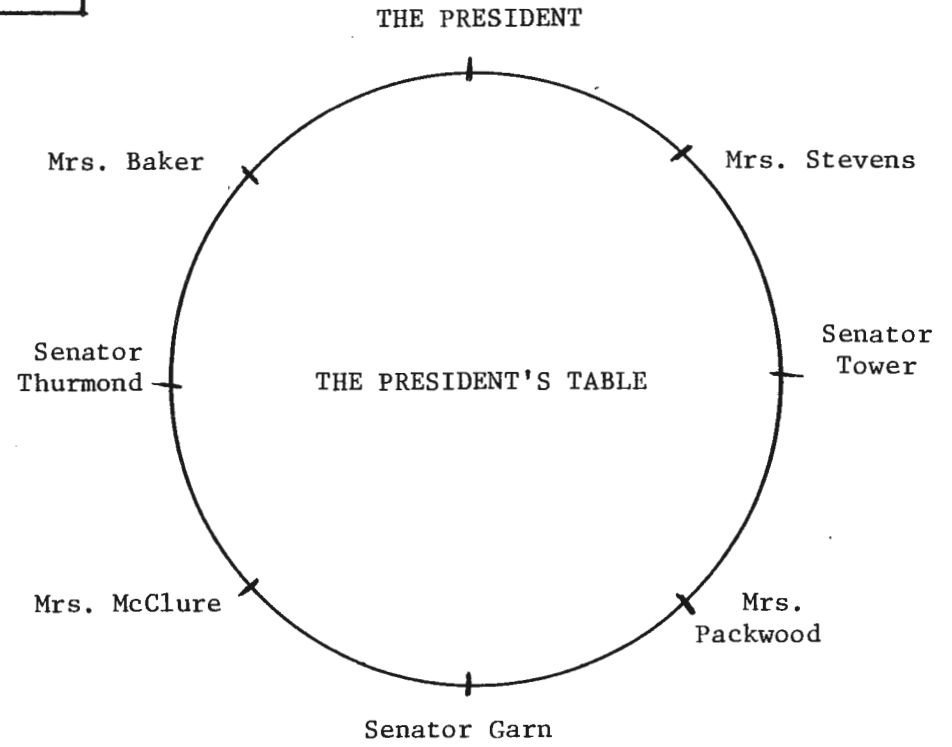 THE PRESIDENT
Mrs. Baker
Mrs. Stevens
Senator
Tower
Senator
Thurmond
THE PRESIDENT'S TABLE
Mrs. McClure
Mrs.
Packwood
Senator Garn